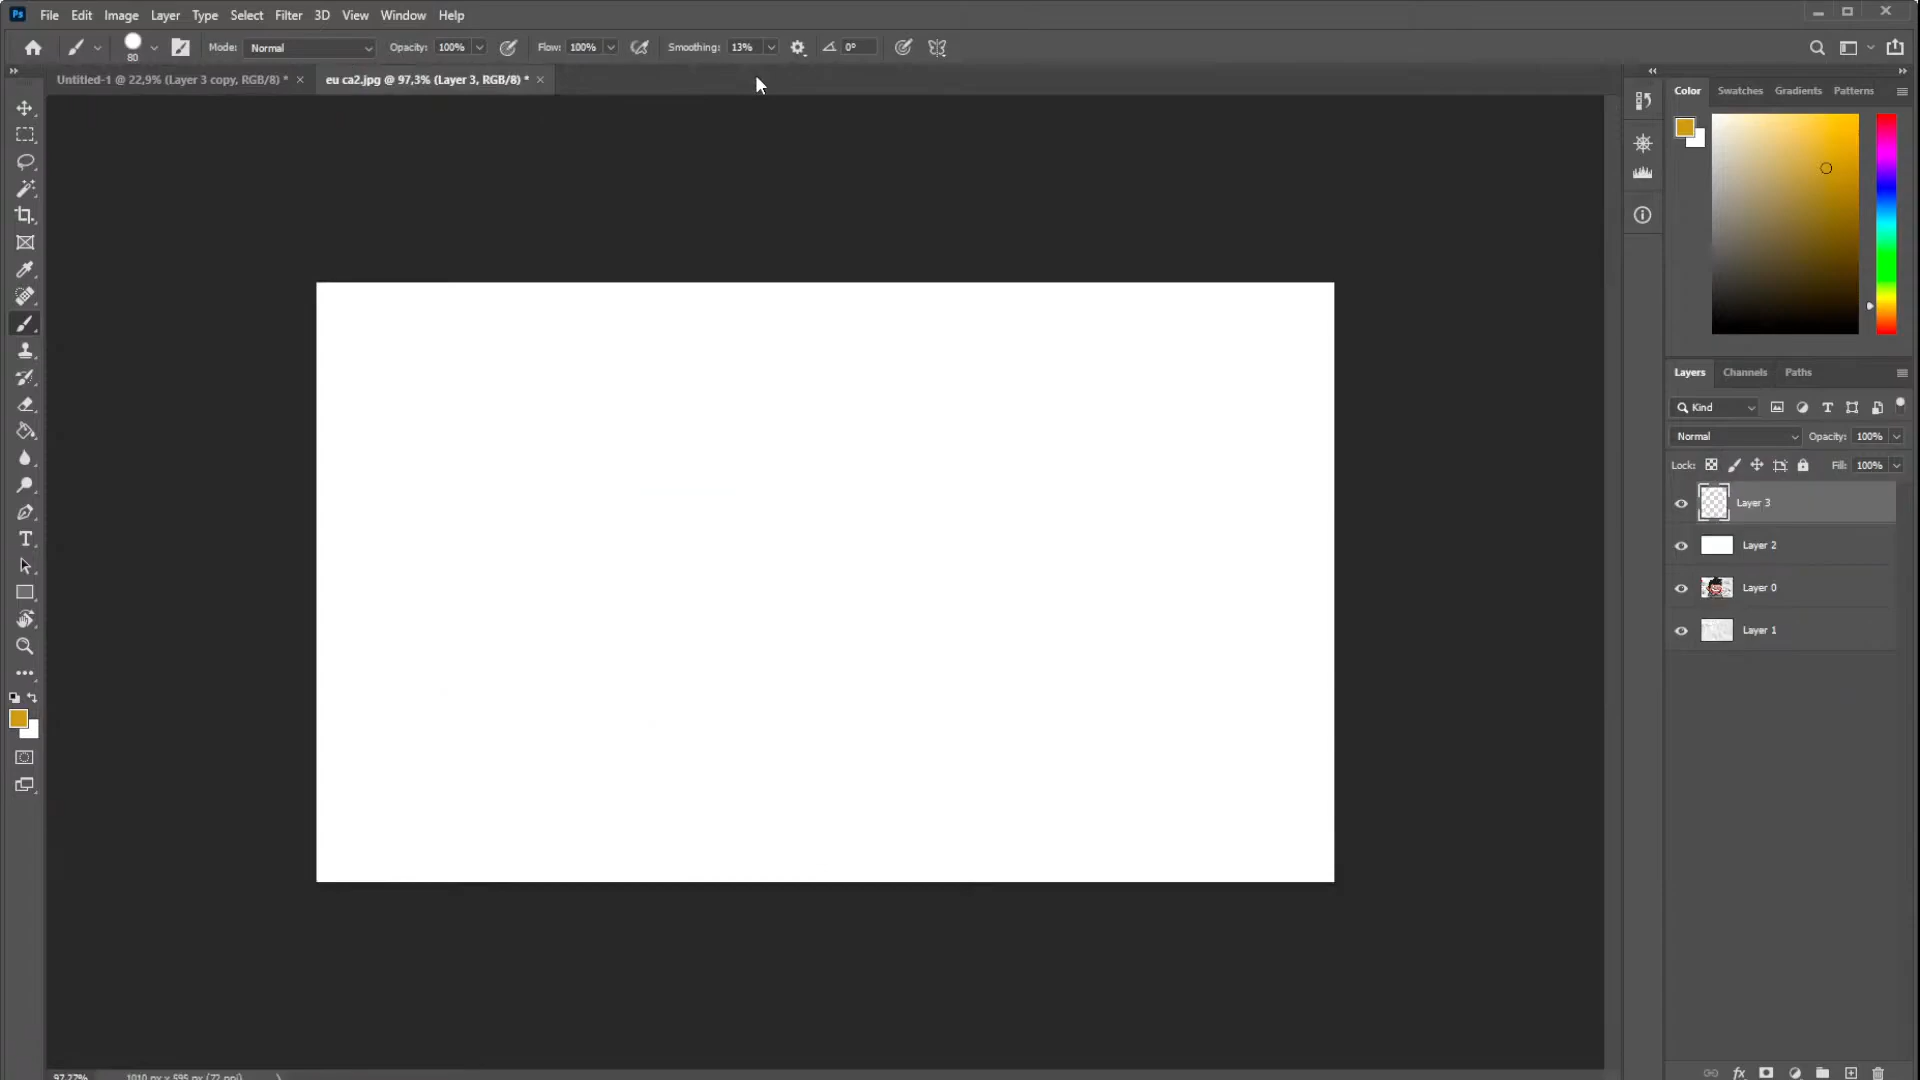 Ps File Edit Image Layer Type Select Filter 3D View Window Help
80 Mode: Normal Opacity: 100% Flow: 100% Smoothing: 13% 0°
Untitled-1 @ 22,9% (Layer 3 copy, RGB/8) * × eu ca2.jpg @ 97,3% (Layer 3, RGB/8) * ×
Color Swatches Gradients Patterns
Layers Channels Paths
Kind
Normal Opacity: 100%
Lock: Fill: 100%
Layer 3
Layer 2
Layer 0
Layer 1
97,27% 1010 px x 595 px (72 ppi)